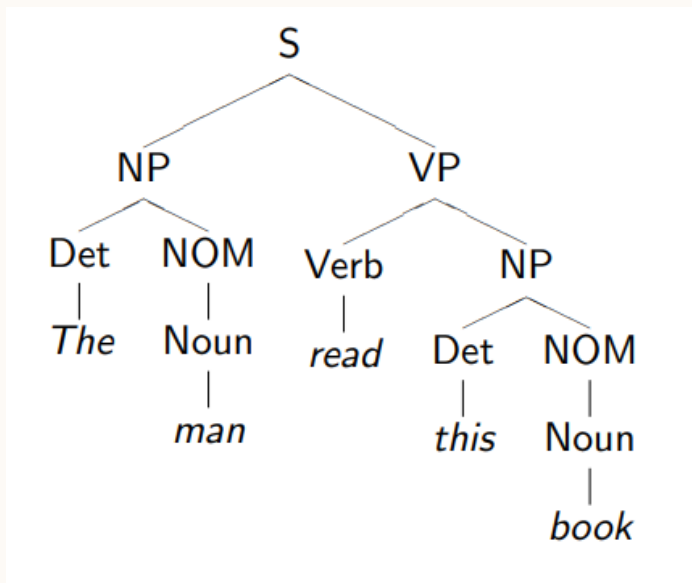 S
NP VP
Det NOM Verb NP
The Noun read Det NOM
man this Noun
book